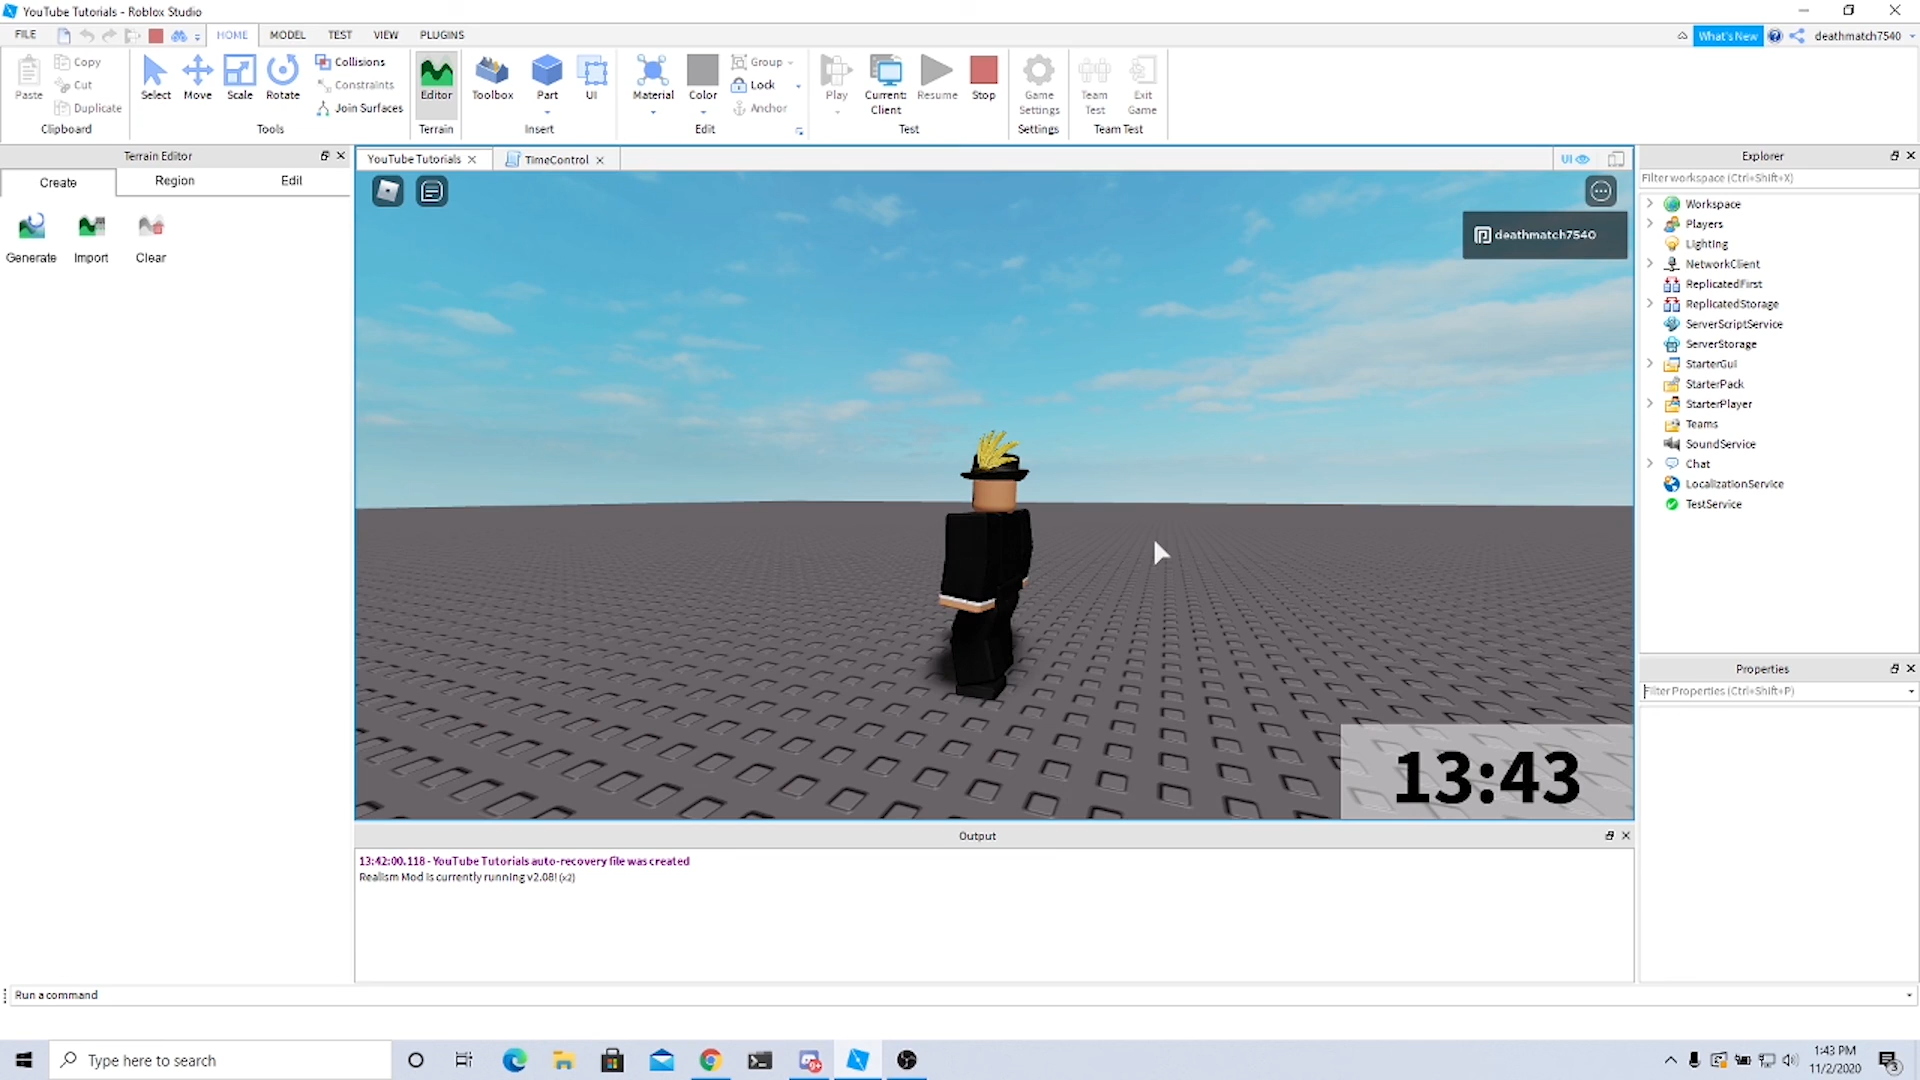 YouTube Tutorials - Roblox Studio
FILE HOME MODEL TEST VIEW PLUGINS What's New deathmatch7540
Paste Copy Cut Duplicate Clipboard
Select Move Scale Rotate Collisions Constraints Join Surfaces Tools
Editor Terrain
Toolbox Part UI Insert
Material Color Group Lock Anchor Edit
Play Current: Client Resume Stop Test
Game Settings Settings
Team Test Exit Game Team Test
Terrain Editor
Create Region Edit
Generate Import Clear
YouTube Tutorials TimeControl UI
deathmatch7540
13:43
Output
13:42:00.118 - YouTube Tutorials auto-recovery file was created
Realism Mod is currently running v2.08! (x2)
Run a command
Explorer
Filter workspace (Ctrl+Shift+X)
Workspace
Players
Lighting
NetworkClient
ReplicatedFirst
ReplicatedStorage
ServerScriptService
ServerStorage
StarterGui
StarterPack
StarterPlayer
Teams
SoundService
Chat
LocalizationService
TestService
Properties
Filter Properties (Ctrl+Shift+P)
Type here to search
1:43 PM
11/2/2020
3